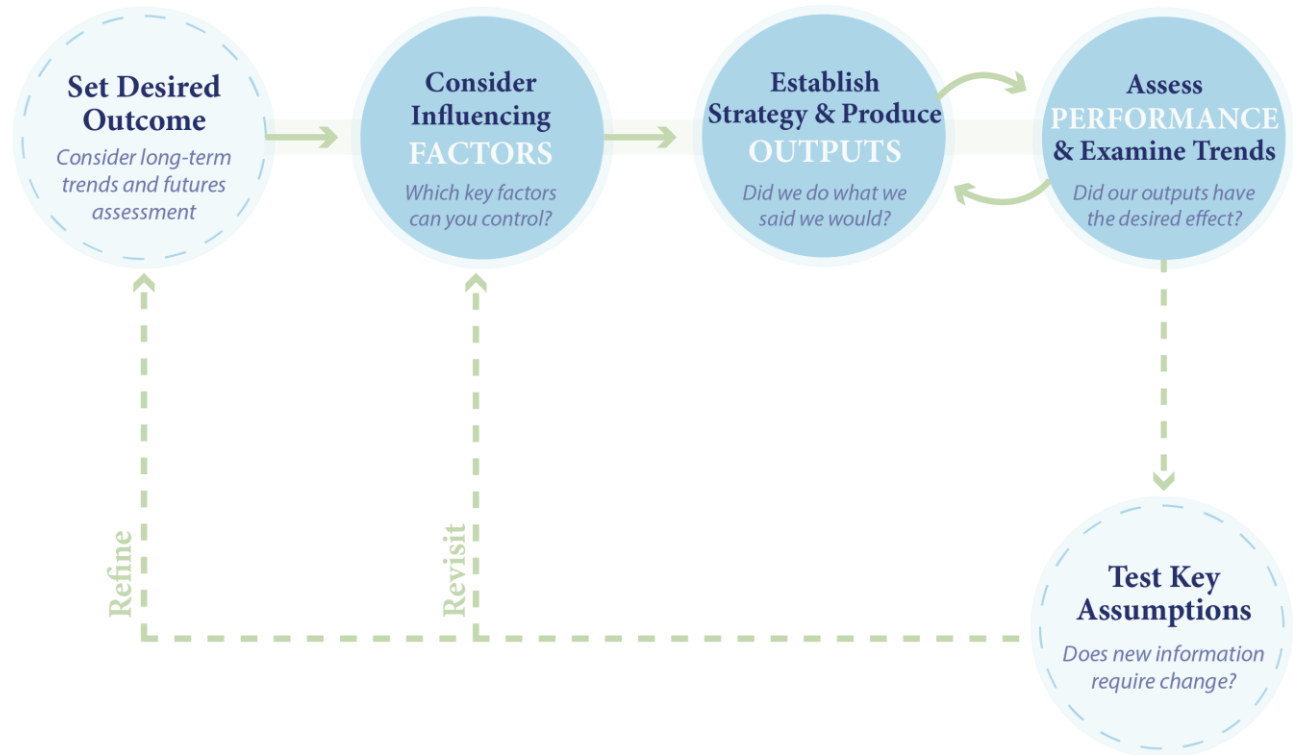 Set Desired
Outcome
Consider long-term
trends and futures
assessment
Consider
Influencing
FACTORS
Which key factors
can you control?
Establish
Strategy & Produce
OUTPUTS
Did we do what we
said we would?
Assess
PERFORMANCE
& Examine Trends
Did our outputs have
the desired effect?
Refine
Revisit
Test Key
Assumptions
Does new information
require change?